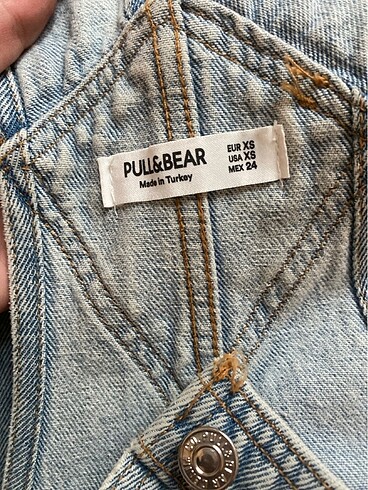 PULL&BEAR
Made in Turkey
EUR XS
USA XS
MEX 24